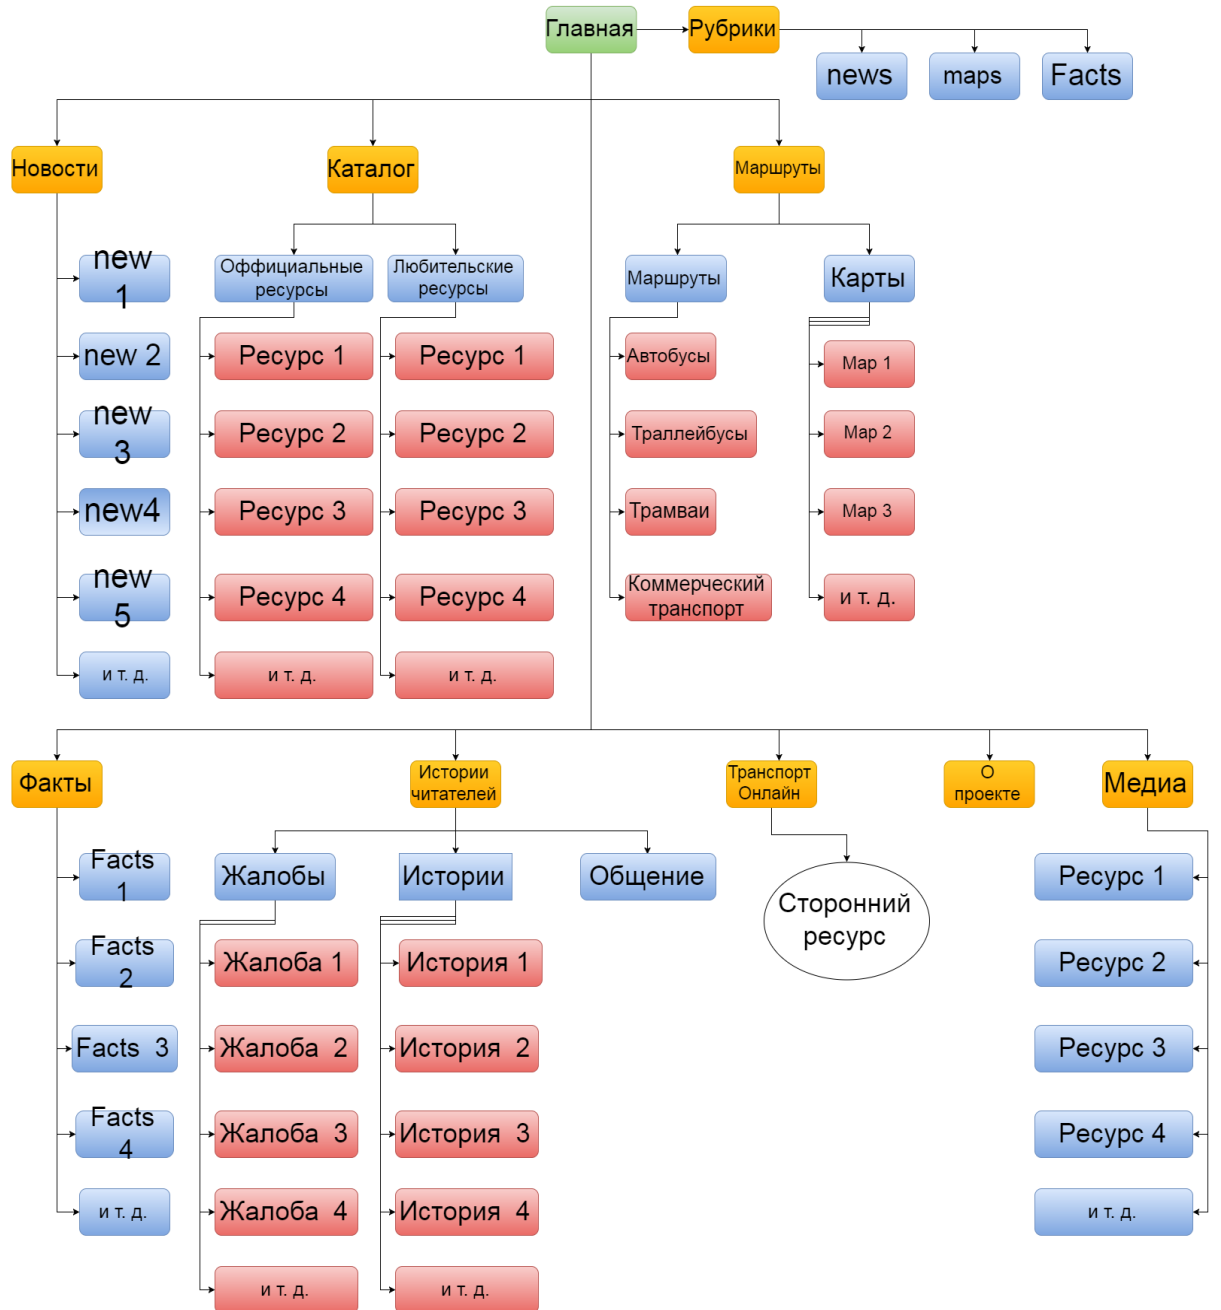 Главная
Рубрики
news
maps
Facts
Новости
Каталог
Маршруты
new
1
new 2
new
3
new4
new
5
и т. д.
Оффициальные
ресурсы
Любительские
ресурсы
Ресурс 1
Ресурс 1
Ресурс 2
Ресурс 2
Ресурс 3
Ресурс 3
Ресурс 4
Ресурс 4
и т. д.
и т. д.
Маршруты
Карты
Автобусы
Траллейбусы
Трамваи
Коммерческий
транспорт
Мар 1
Мар 2
Мар 3
и т. д.
Факты
Истории
читателей
Транспорт
Онлайн
О
проекте
Медиа
Facts
1
Facts
2
Facts 3
Facts
4
и т. д.
Жалобы
Истории
Общение
Жалоба 1
Жалоба 2
Жалоба 3
Жалоба 4
и т. д.
История 1
История 2
История 3
История 4
и т. д.
Сторонний
ресурс
Ресурс 1
Ресурс 2
Ресурс 3
Ресурс 4
и т. д.